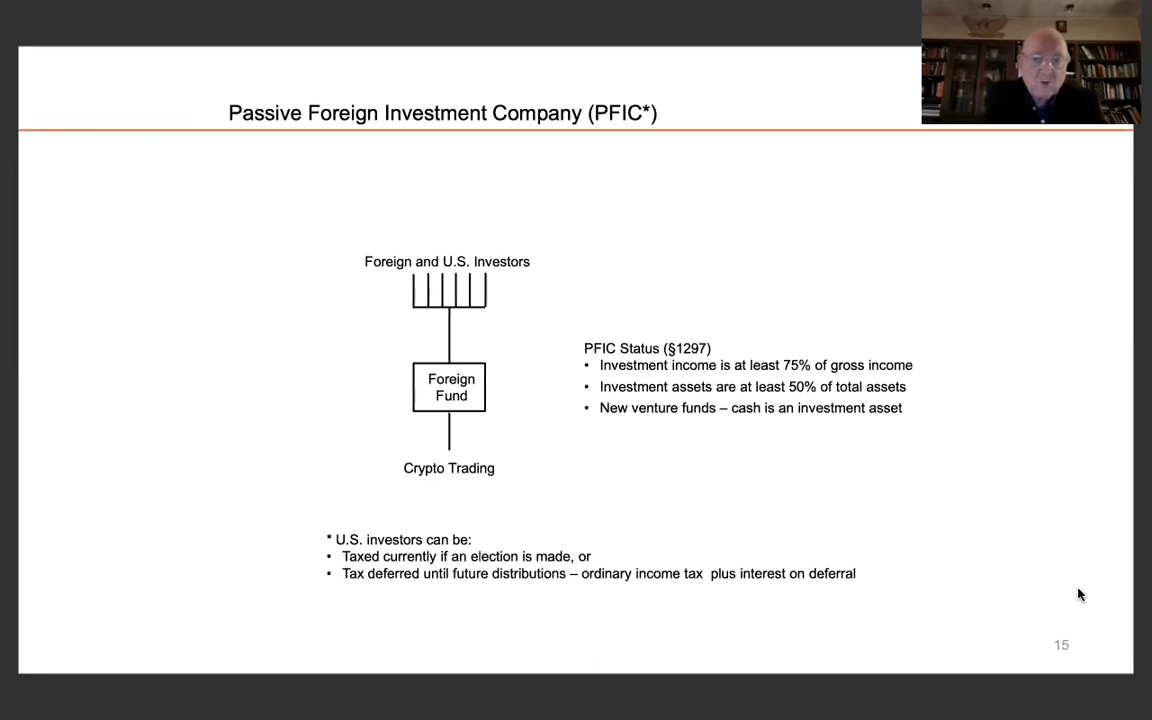 Passive Foreign Investment Company (PFIC*)
Foreign and U.S. Investors
Foreign
Fund
Crypto Trading
PFIC Status (§1297)
• Investment income is at least 75% of gross income
• Investment assets are at least 50% of total assets
• New venture funds – cash is an investment asset
* U.S. investors can be:
• Taxed currently if an election is made, or
• Tax deferred until future distributions – ordinary income tax plus interest on deferral
15